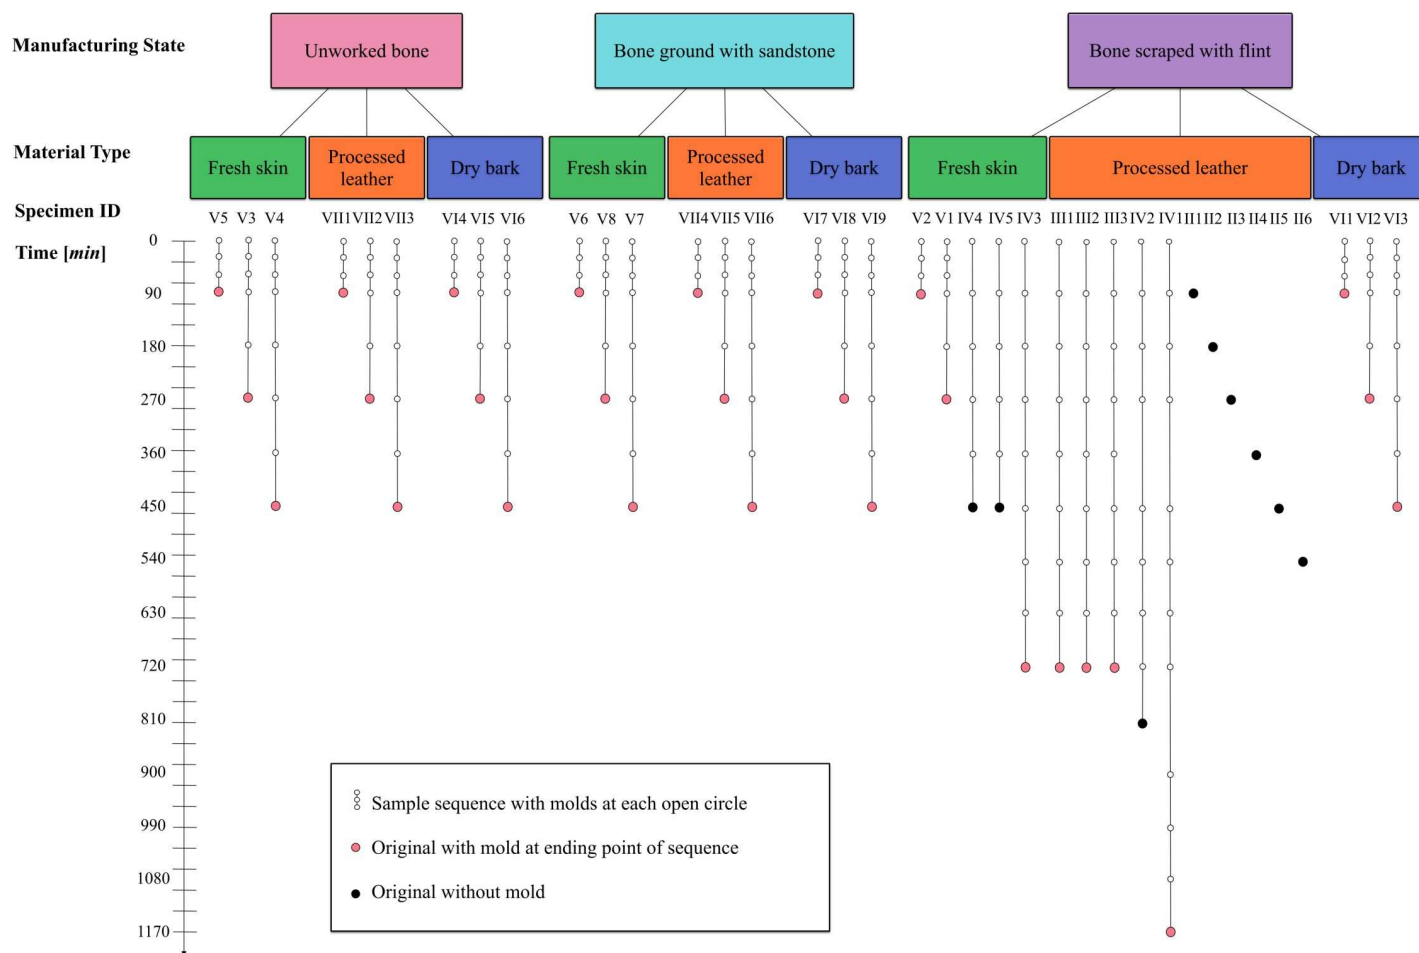 Manufacturing State
Unworked bone
Bone ground with sandstone
Bone scraped with flint
Material Type
Fresh skin
Processed
leather
Dry bark
Fresh skin
Processed
leather
Dry bark
Fresh skin
Processed leather
Dry bark
Specimen ID
V5 V3 V4 VII1 VII2 VII3 VI4 VI5 VI6 V6 V8 V7 VII4 VII5 VII6 VI7 VI8 VI9 V2 V1 IV4 IV5 IV3 III1 III2 III3 IV2 IV1 II1 II2 II3 II4 II5 II6 VI1 VI2 VI3
Time [min]
0
90
180
270
360
450
540
630
720
810
900
990
1080
1170
Sample sequence with molds at each open circle
Original with mold at ending point of sequence
Original without mold